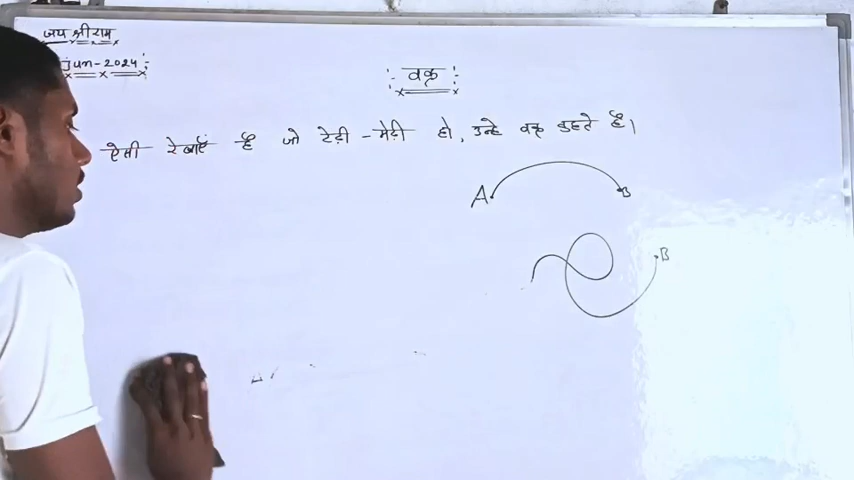 जय श्री राम
jun-2024
वक्र
ऐसी रेखाएं है जो टेढ़ी-मेढ़ी हो, उन्हे वक्र कहते है।
A B
B